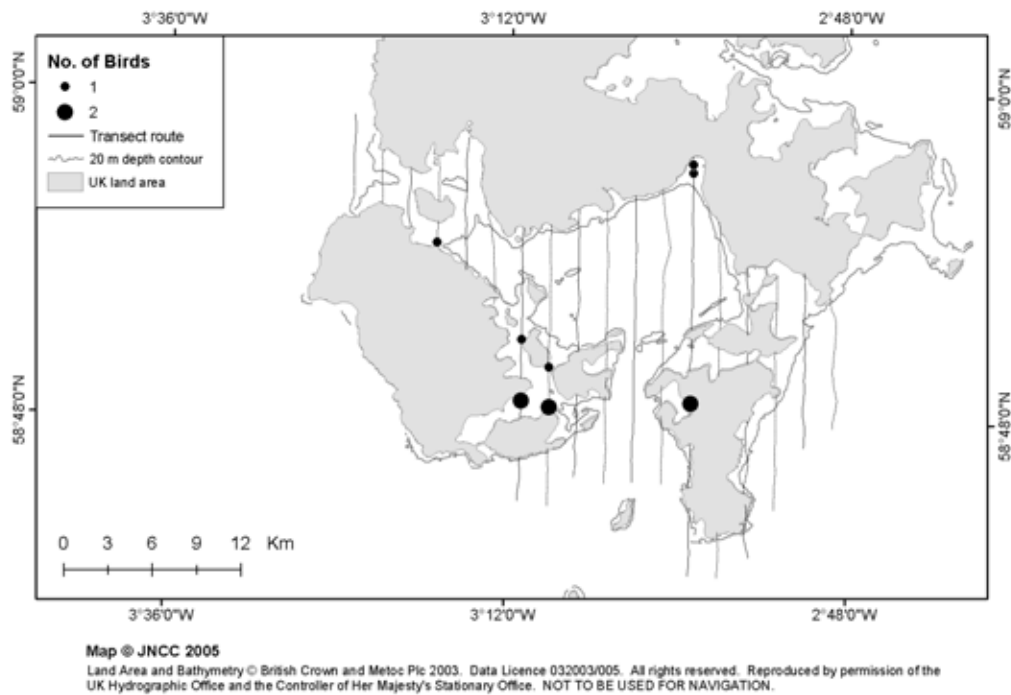 3°36'0"W 3°12'0"W 2°48'0"W
No. of Birds
1
2
Transect route
20 m depth contour
UK land area
59°0'0"N
59°0'0"N
58°48'0"N
58°48'0"N
0 3 6 9 12 Km
3°36'0"W 3°12'0"W 2°48'0"W
Map © JNCC 2005
Land Area and Bathymetry © British Crown and Metoc Plc 2003. Data Licence 032003/005. All rights reserved. Reproduced by permission of the
UK Hydrographic Office and the Controller of Her Majesty's Stationary Office. NOT TO BE USED FOR NAVIGATION.